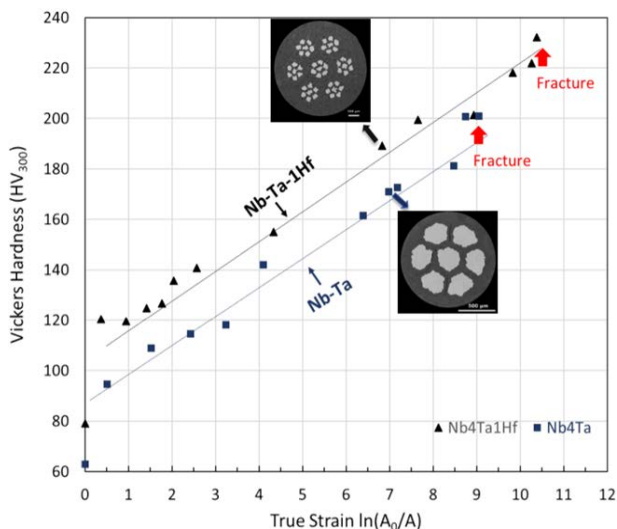 240
220
200
180
160
140
120
100
80
60
Vickers Hardness (HV300)
0 1 2 3 4 5 6 7 8 9 10 11 12
True Strain ln(A0/A)
Nb-Ta-1Hf
Nb-Ta
Fracture
Fracture
500 µm
Nb4Ta1Hf
Nb4Ta